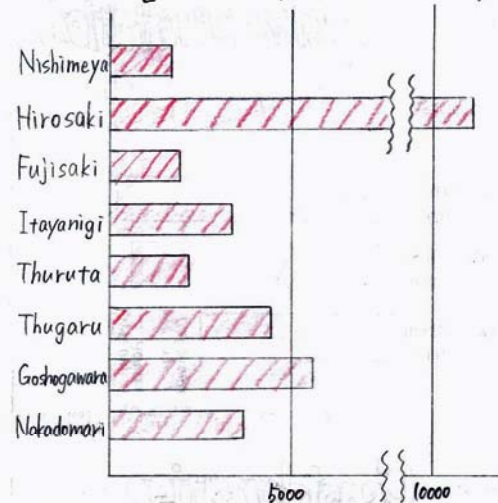 Nishimeya
Hirosaki
Fujisaki
Itayanigi
Thuruta
Thugaru
Goshogawara
Nakadomari
5000 10000